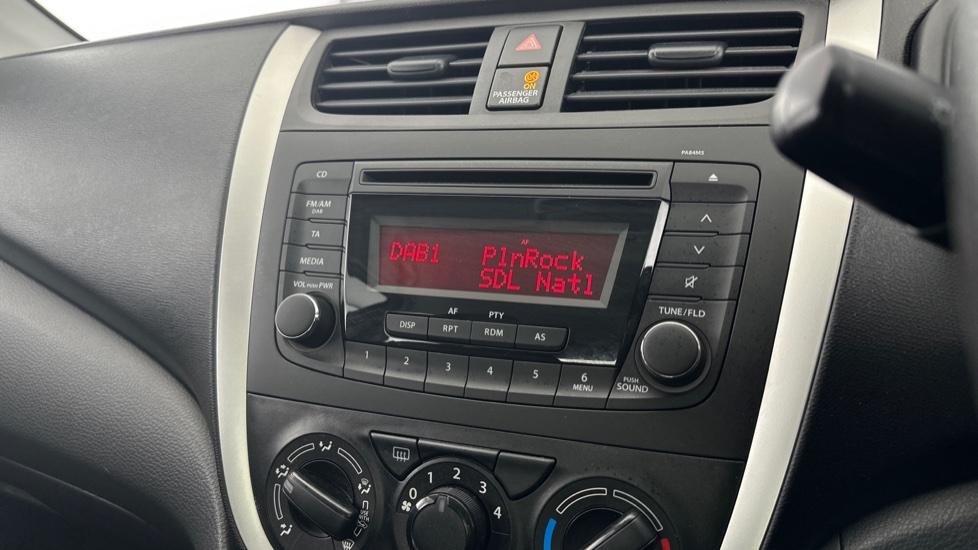 ON
PASSENGER
AIRBAG
PA84MS
CD
FM/AM
DAB
TA
MEDIA
VOL PUSH PWR
AF
DAB1 PlnRock
SDL Natl
TUNE/FLD
AF PTY
DISP RPT RDM AS
1 2 3 4 5 6
MENU
PUSH
SOUND
0 1 2 3 4